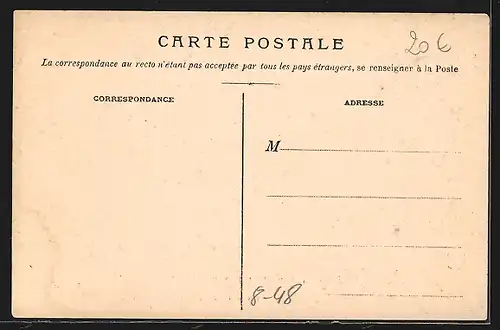 CARTE POSTALE
20 €
La correspondance au recto n'étant pas acceptée par tous les pays étrangers, se renseigner à la Poste
CORRESPONDANCE
ADRESSE
M
8-48